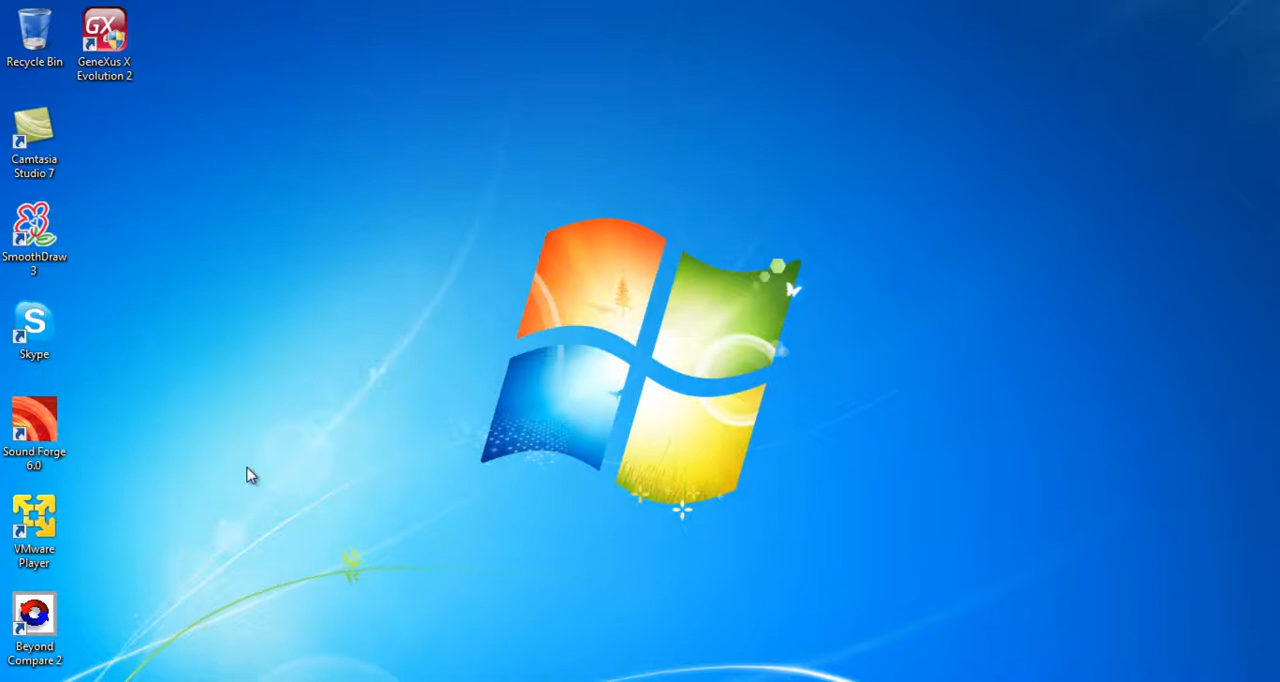 Recycle Bin
GX
GeneXus X
Evolution 2
Camtasia
Studio 7
SmoothDraw
3
S
Skype
Sound Forge
6.0
VMware
Player
Beyond
Compare 2